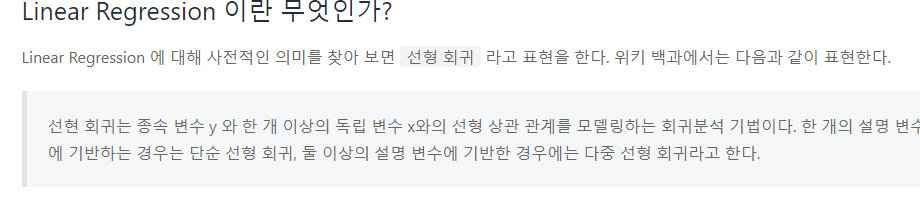 Linear Regression 이란 무엇인가?
Linear Regression 에 대해 사전적인 의미를 찾아 보면 선형 회귀 라고 표현을 한다. 위키 백과에서는 다음과 같이 표현한다.
선현 회귀는 종속 변수 y 와 한 개 이상의 독립 변수 x와의 선형 상관 관계를 모델링하는 회귀분석 기법이다. 한 개의 설명 변수
에 기반하는 경우는 단순 선형 회귀, 둘 이상의 설명 변수에 기반한 경우에는 다중 선형 회귀라고 한다.